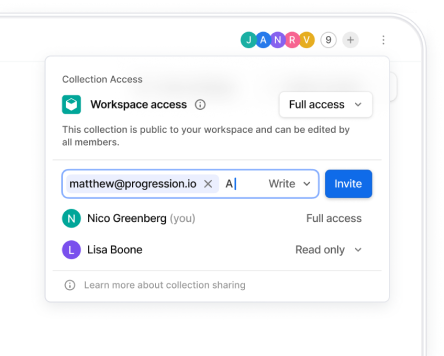 J A N R V 9 +
Collection Access
Workspace access Full access
This collection is public to your workspace and can be edited by
all members.
matthew@progression.io × A Write Invite
N Nico Greenberg (you) Full access
L Lisa Boone Read only
Learn more about collection sharing